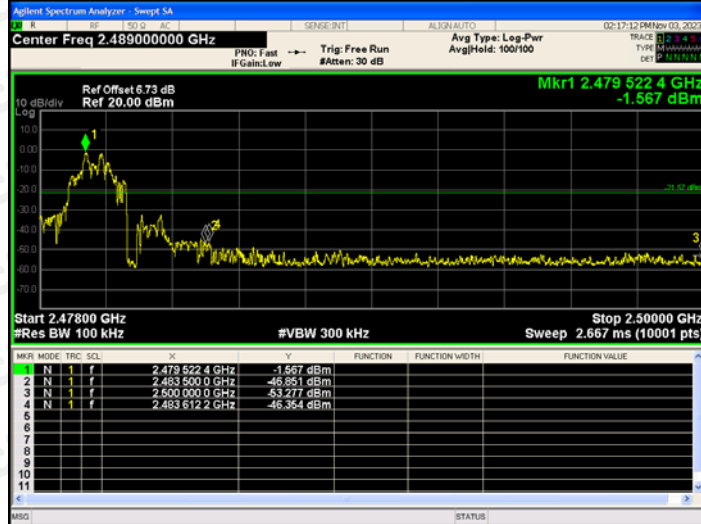 Agilent Spectrum Analyzer - Swept SA
LXI R RF 50 Ω AC SENSE:INT ALIGN AUTO 02:17:12 PM Nov 03, 2023
Center Freq 2.489000000 GHz
Avg Type: Log-Pwr
TRACE 1 2 3 4 5
PNO: Fast Trig: Free Run Avg|Hold: 100/100
TYPE M
IFGain:Low #Atten: 30 dB
DET P N N N N
Mkr1 2.479 522 4 GHz
-1.567 dBm
Ref Offset 6.73 dB
10 dB/div Ref 20.00 dBm
Log
10.0
0.00
-10.0
-20.0
-30.0
-40.0
-50.0
-60.0
-70.0
1
-21.57 dBm
4
3
Start 2.47800 GHz Stop 2.50000 GHz
#Res BW 100 kHz #VBW 300 kHz Sweep 2.667 ms (10001 pts)
MKR MODE TRC SCL X Y FUNCTION FUNCTION WIDTH FUNCTION VALUE
1 N 1 f 2.479 522 4 GHz -1.567 dBm
2 N 1 f 2.483 500 0 GHz -46.851 dBm
3 N 1 f 2.500 000 0 GHz -53.277 dBm
4 N 1 f 2.483 612 2 GHz -46.354 dBm
5
6
7
8
9
10
11
MSG STATUS